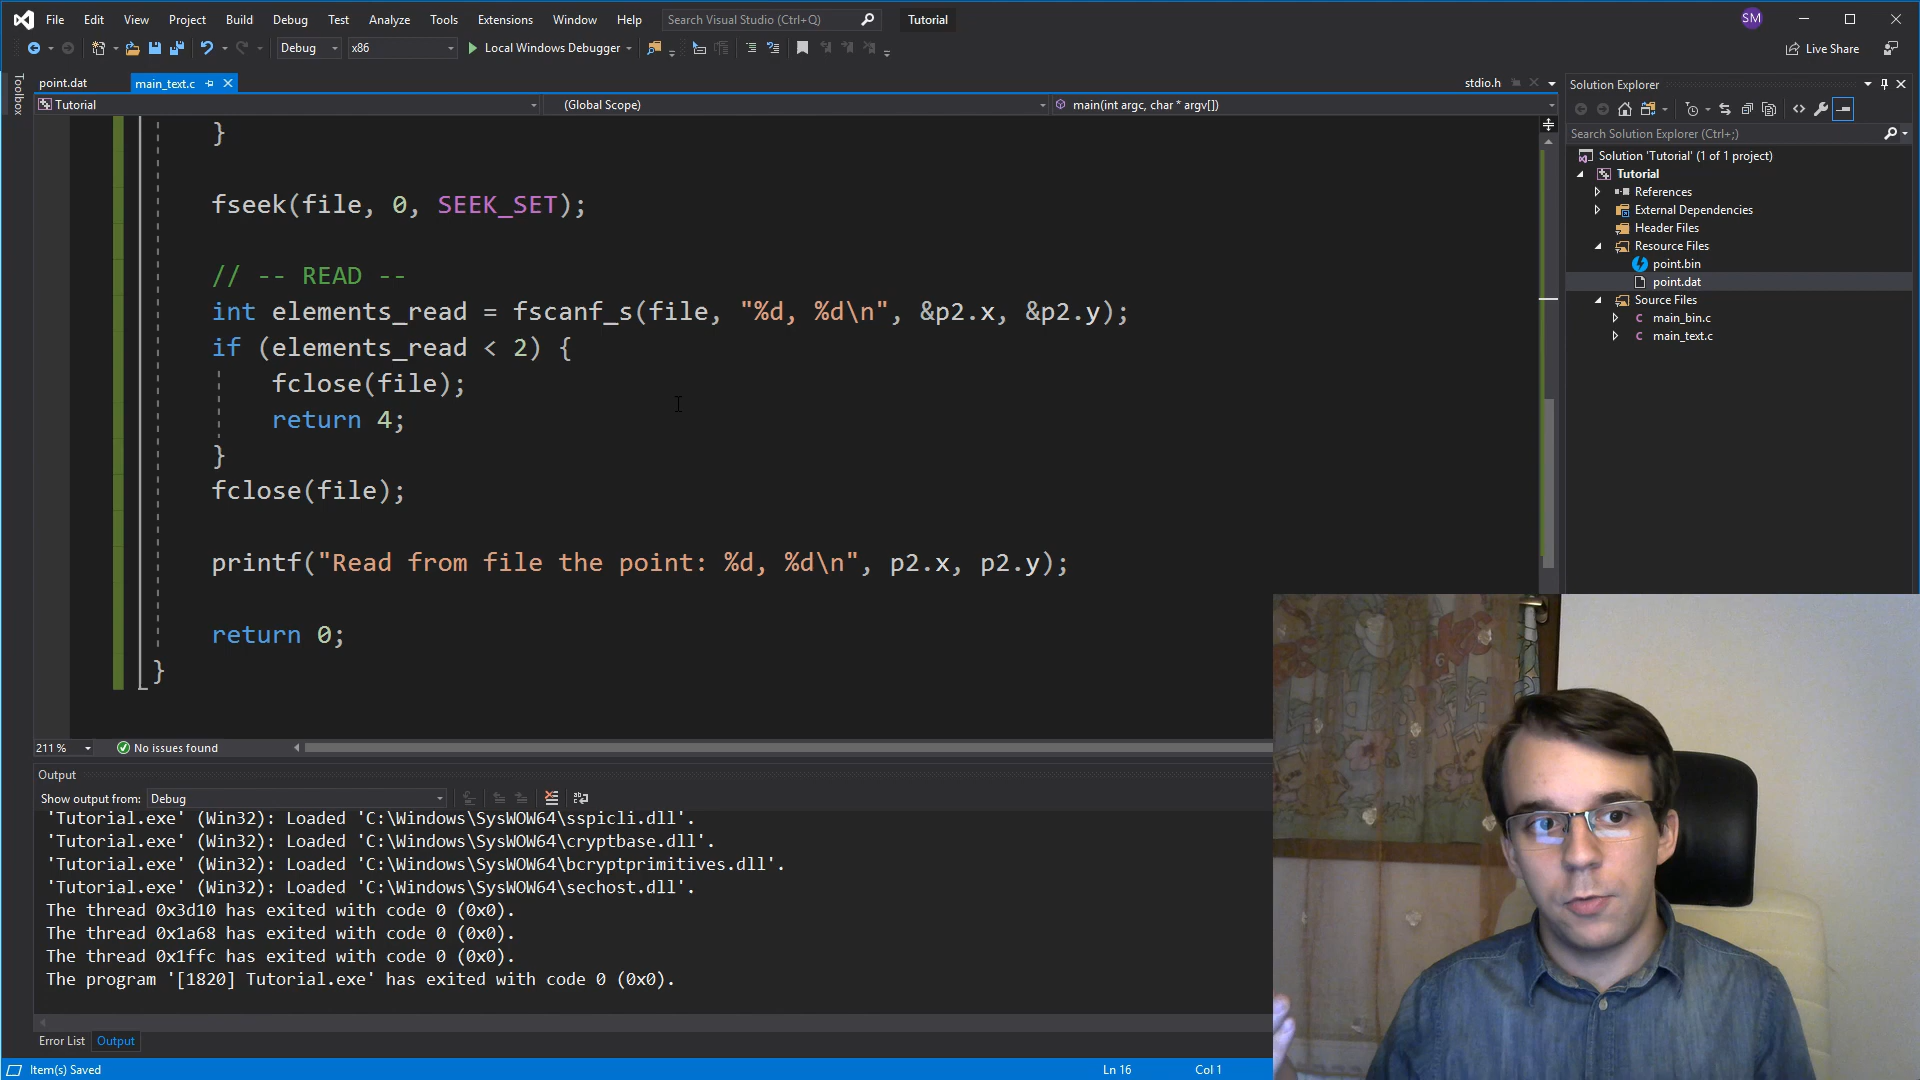 File Edit View Project Build Debug Test Analyze Tools Extensions Window Help Search Visual Studio (Ctrl+Q) Tutorial SM
Debug x86 Local Windows Debugger Live Share
Toolbox
point.dat main_text.c stdio.h
Tutorial (Global Scope) main(int argc, char * argv[])
}
fseek(file, 0, SEEK_SET);
// -- READ --
int elements_read = fscanf_s(file, "%d, %d\n", &p2.x, &p2.y);
if (elements_read < 2) {
fclose(file);
return 4;
}
fclose(file);
printf("Read from file the point: %d, %d\n", p2.x, p2.y);
return 0;
}
211 % No issues found
Output
Show output from: Debug
'Tutorial.exe' (Win32): Loaded 'C:\Windows\SysWOW64\sspicli.dll'.
'Tutorial.exe' (Win32): Loaded 'C:\Windows\SysWOW64\cryptbase.dll'.
'Tutorial.exe' (Win32): Loaded 'C:\Windows\SysWOW64\bcryptprimitives.dll'.
'Tutorial.exe' (Win32): Loaded 'C:\Windows\SysWOW64\sechost.dll'.
The thread 0x3d10 has exited with code 0 (0x0).
The thread 0x1a68 has exited with code 0 (0x0).
The thread 0x1ffc has exited with code 0 (0x0).
The program '[1820] Tutorial.exe' has exited with code 0 (0x0).
Error List Output
Item(s) Saved Ln 16 Col 1
Solution Explorer
Search Solution Explorer (Ctrl+;)
Solution 'Tutorial' (1 of 1 project)
Tutorial
References
External Dependencies
Header Files
Resource Files
point.bin
point.dat
Source Files
main_bin.c
main_text.c